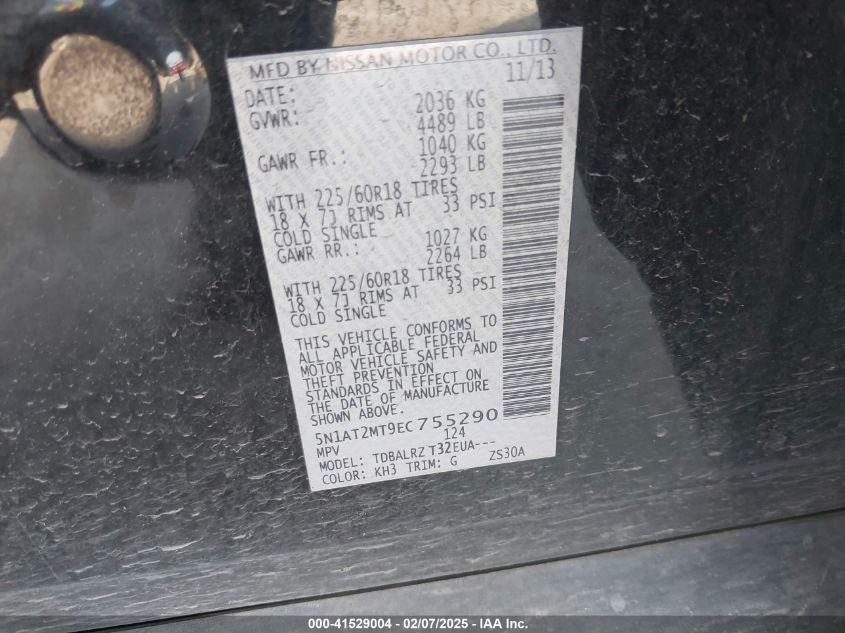 MFD BY NISSAN MOTOR CO., LTD.
DATE: 11/13
GVWR: 2036 KG
4489 LB
GAWR FR.: 1040 KG
2293 LB
WITH 225/60R18 TIRES
18 X 7J RIMS AT 33 PSI
COLD SINGLE
GAWR RR.: 1027 KG
2264 LB
WITH 225/60R18 TIRES
18 X 7J RIMS AT 33 PSI
COLD SINGLE
THIS VEHICLE CONFORMS TO
ALL APPLICABLE FEDERAL
MOTOR VEHICLE SAFETY AND
THEFT PREVENTION
STANDARDS IN EFFECT ON
THE DATE OF MANUFACTURE
SHOWN ABOVE.
5N1AT2MT9EC755290
MPV 124
MODEL: TDBALRZ T32EUA---
COLOR: KH3 TRIM: G ZS30A
000-41529004 - 02/07/2025 - IAA Inc.